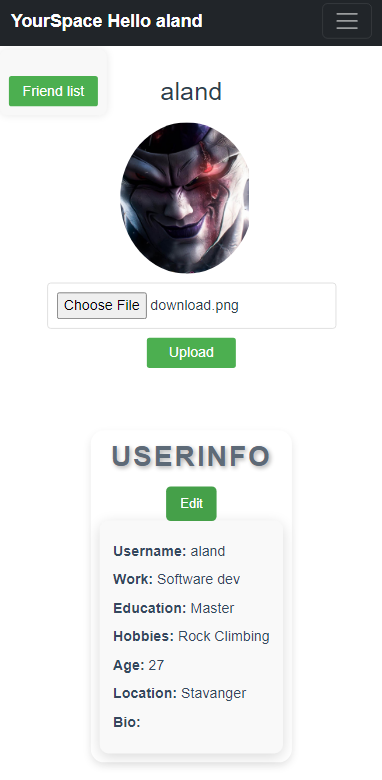 YourSpace Hello aland
Friend list
aland
Choose File download.png
Upload
USERINFO
Edit
Username: aland
Work: Software dev
Education: Master
Hobbies: Rock Climbing
Age: 27
Location: Stavanger
Bio: